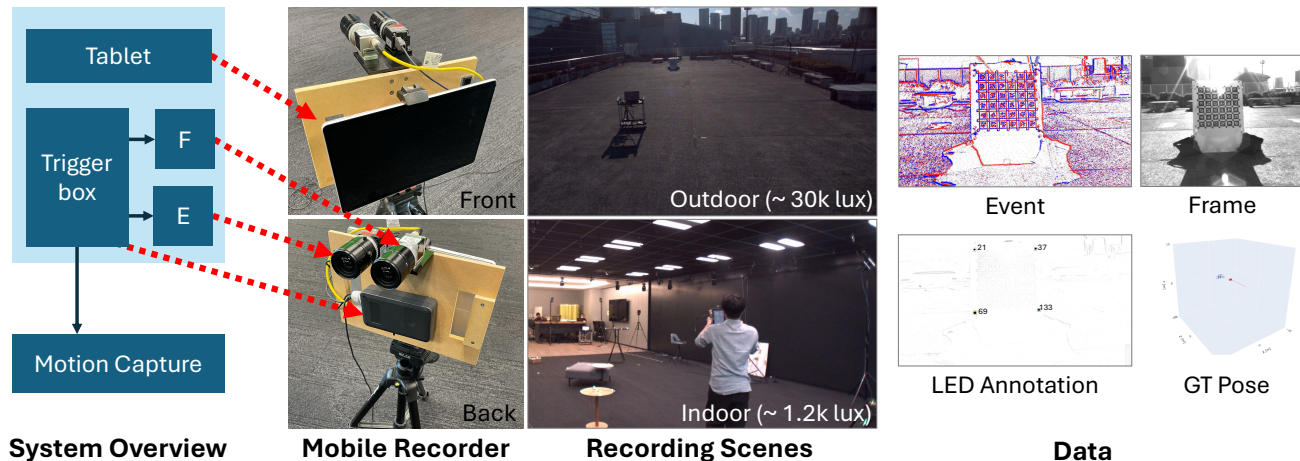 Tablet
Trigger
box
F
E
Motion Capture
System Overview
Front
Back
Mobile Recorder
Outdoor (~ 30k lux)
Indoor (~ 1.2k lux)
Recording Scenes
Event
Frame
21
37
69
133
LED Annotation
GT Pose
Data